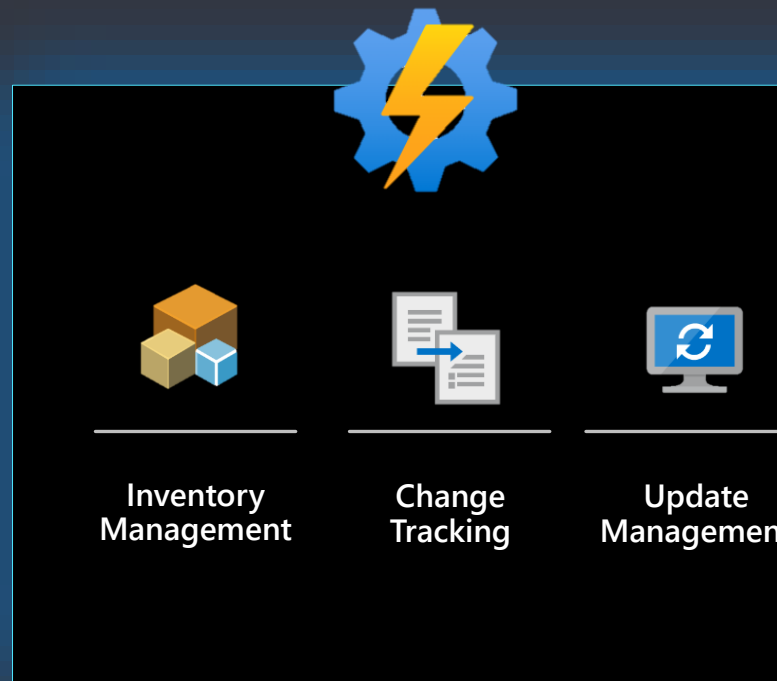 Inventory
Management
Change
Tracking
Update
Managemen